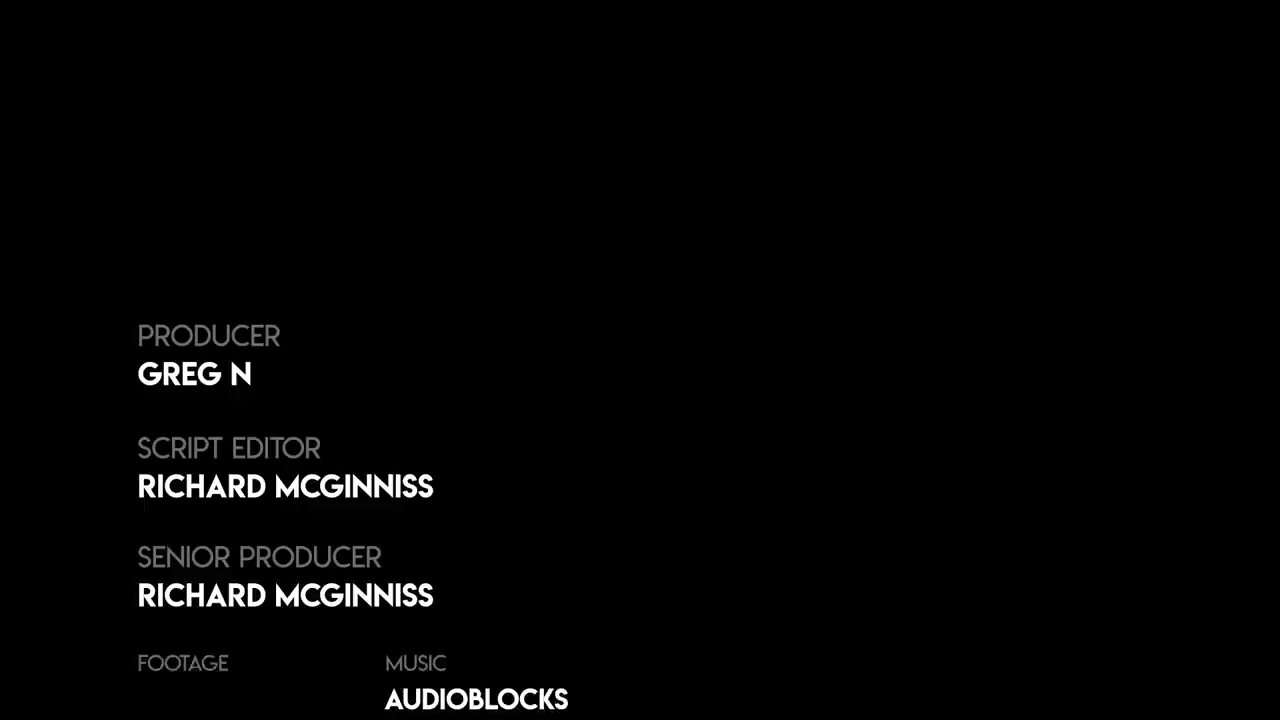 PRODUCER
GREG N
SCRIPT EDITOR
RICHARD MCGINNISS
SENIOR PRODUCER
RICHARD MCGINNISS
FOOTAGE
MUSIC
AUDIOBLOCKS